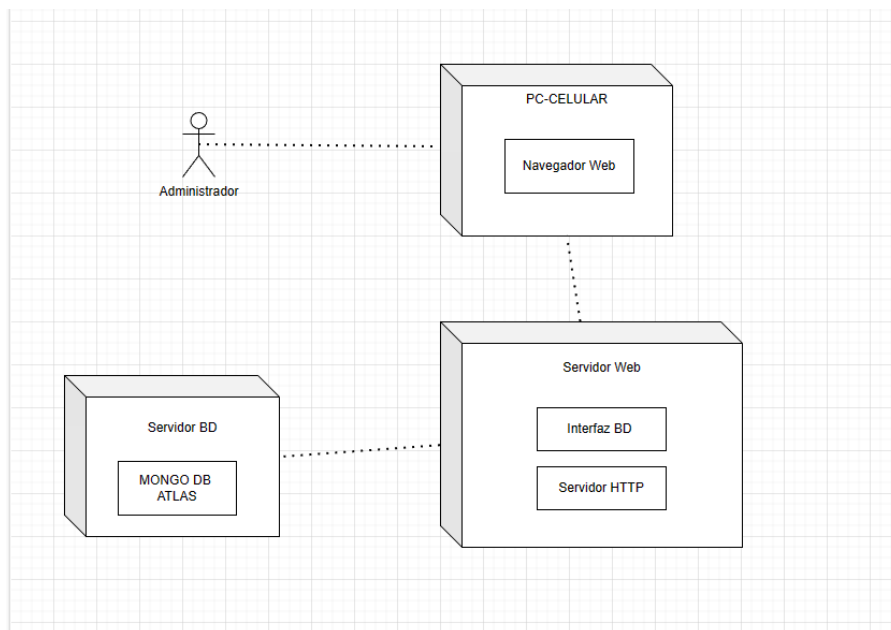 PC-CELULAR
Navegador Web
Administrador
Servidor Web
Interfaz BD
Servidor HTTP
Servidor BD
MONGO DB
ATLAS